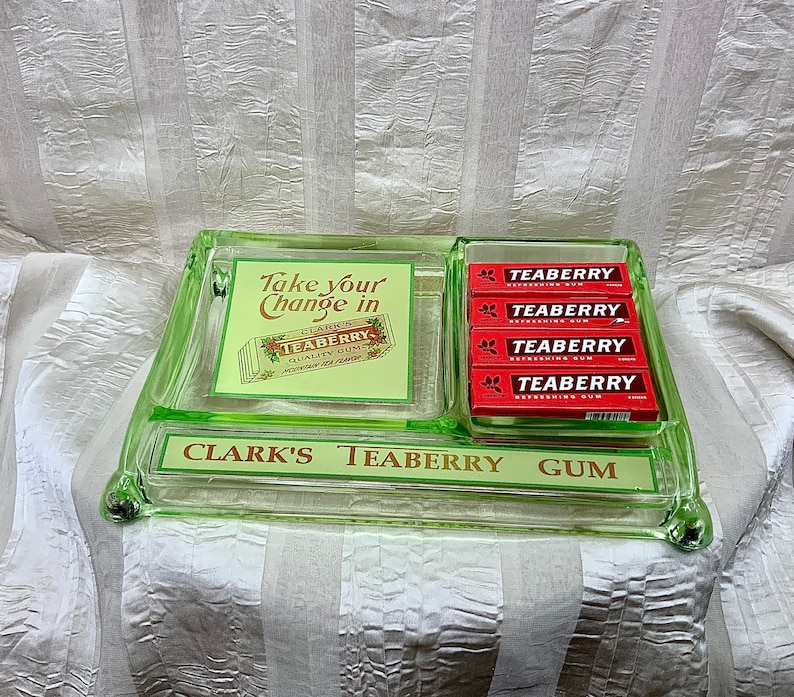 Take your
Change in
CLARK'S
TEABERRY
QUALITY GUMS
MOUNTAIN TEA FLAVOR
TEABERRY
REFRESHING GUM
TEABERRY
REFRESHING GUM
TEABERRY
REFRESHING GUM
TEABERRY
REFRESHING GUM
CLARK'S TEABERRY GUM